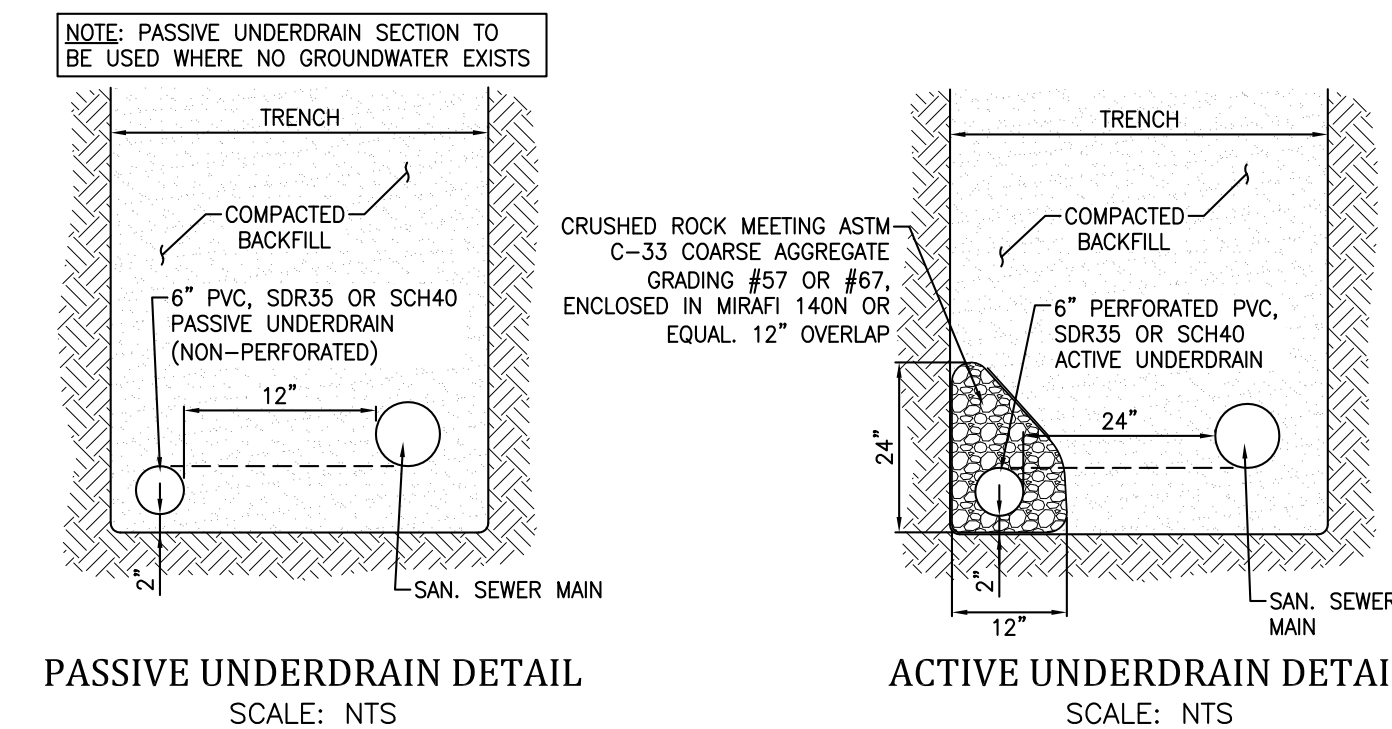 NOTE: PASSIVE UNDERDRAIN SECTION TO
BE USED WHERE NO GROUNDWATER EXISTS
TRENCH
COMPACTED
BACKFILL
6" PVC, SDR35 OR SCH40
PASSIVE UNDERDRAIN
(NON-PERFORATED)
12"
2"
SAN. SEWER MAIN
PASSIVE UNDERDRAIN DETAIL
SCALE: NTS
TRENCH
COMPACTED
BACKFILL
CRUSHED ROCK MEETING ASTM
C-33 COARSE AGGREGATE
GRADING #57 OR #67,
ENCLOSED IN MIRAFI 140N OR
EQUAL. 12" OVERLAP
6" PERFORATED PVC,
SDR35 OR SCH40
ACTIVE UNDERDRAIN
24"
24"
2"
12"
SAN. SEWER
MAIN
ACTIVE UNDERDRAIN DETAI
SCALE: NTS